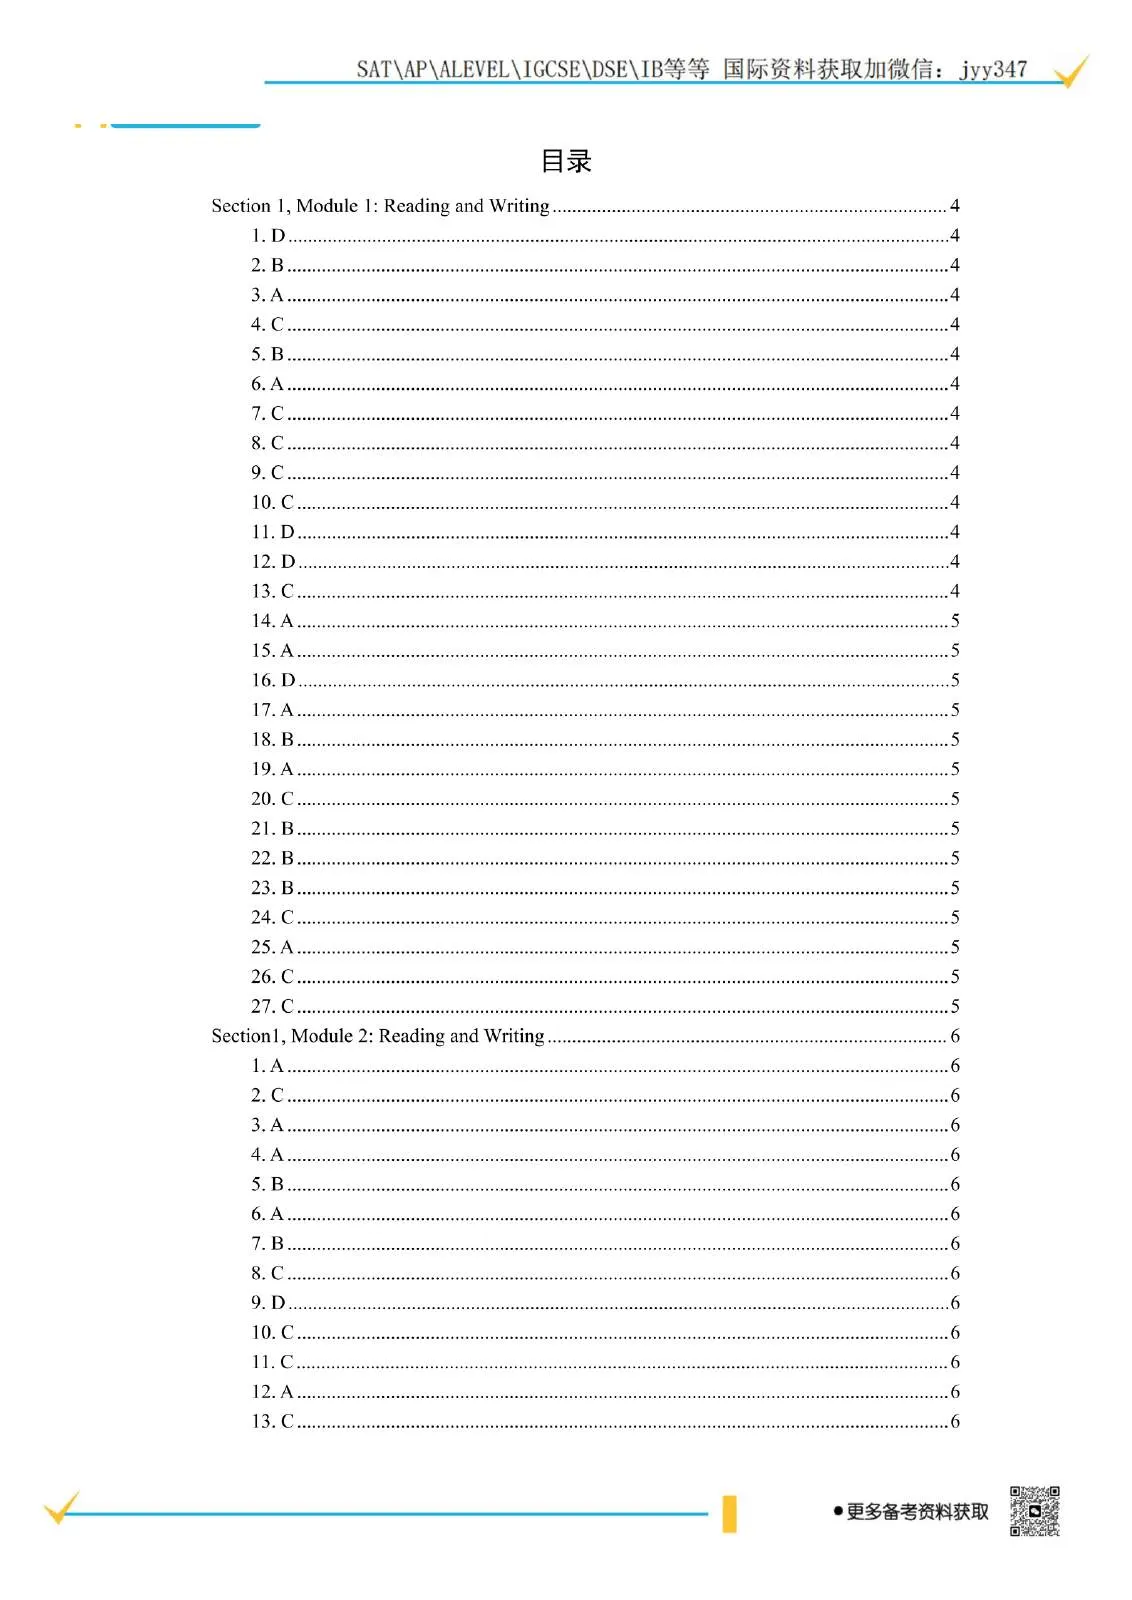 SAT\AP\ALEVEL\IGCSE\DSE\IB等等 国际资料获取加微信：jyy347
目录
Section 1, Module 1: Reading and Writing 4
1. D 4
2. B 4
3. A 4
4. C 4
5. B 4
6. A 4
7. C 4
8. C 4
9. C 4
10. C 4
11. D 4
12. D 4
13. C 4
14. A 5
15. A 5
16. D 5
17. A 5
18. B 5
19. A 5
20. C 5
21. B 5
22. B 5
23. B 5
24. C 5
25. A 5
26. C 5
27. C 5
Section1, Module 2: Reading and Writing 6
1. A 6
2. C 6
3. A 6
4. A 6
5. B 6
6. A 6
7. B 6
8. C 6
9. D 6
10. C 6
11. C 6
12. A 6
13. C 6
●更多备考资料获取